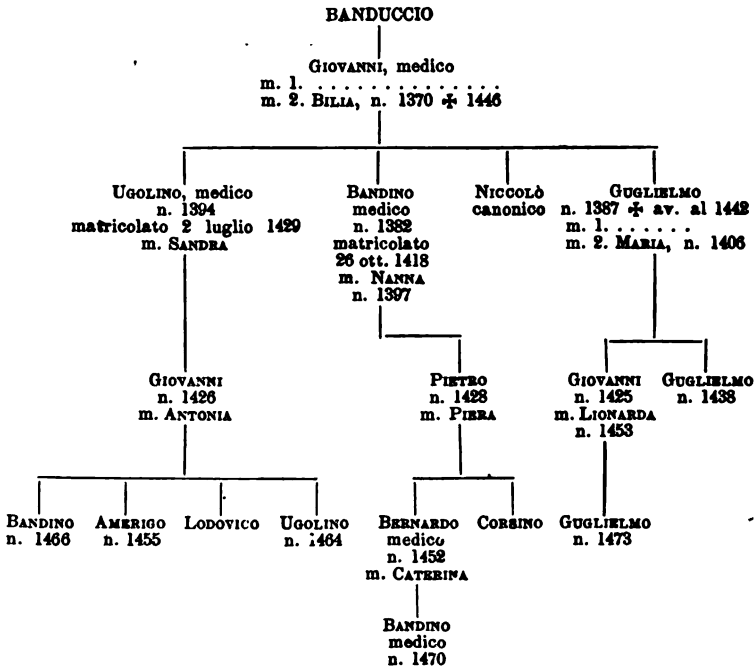 BANDUCCIO
GIOVANNI, medico
m. 1. . . . . . . . . . . . . . .
m. 2. BILIA, n. 1370 ✠ 1446
UGOLINO, medico
n. 1394
matricolato 2 luglio 1429
m. SANDRA
BANDINO
medico
n. 1382
matricolato
26 ott. 1418
m. NANNA
n. 1397
NICCOLÒ
canonico
GUGLIELMO
n. 1387 ✠ av. al 1442
m. 1. . . . . . .
m. 2. MARIA, n. 1406
GIOVANNI
n. 1426
m. ANTONIA
PIETRO
n. 1428
m. PIERA
GIOVANNI
n. 1425
m. LIONARDA
n. 1453
GUGLIELMO
n. 1438
BANDINO
n. 1466
AMERIGO
n. 1455
LODOVICO
UGOLINO
n. 1464
BERNARDO
medico
n. 1452
m. CATERINA
CORSINO
GUGLIELMO
n. 1473
BANDINO
medico
n. 1470